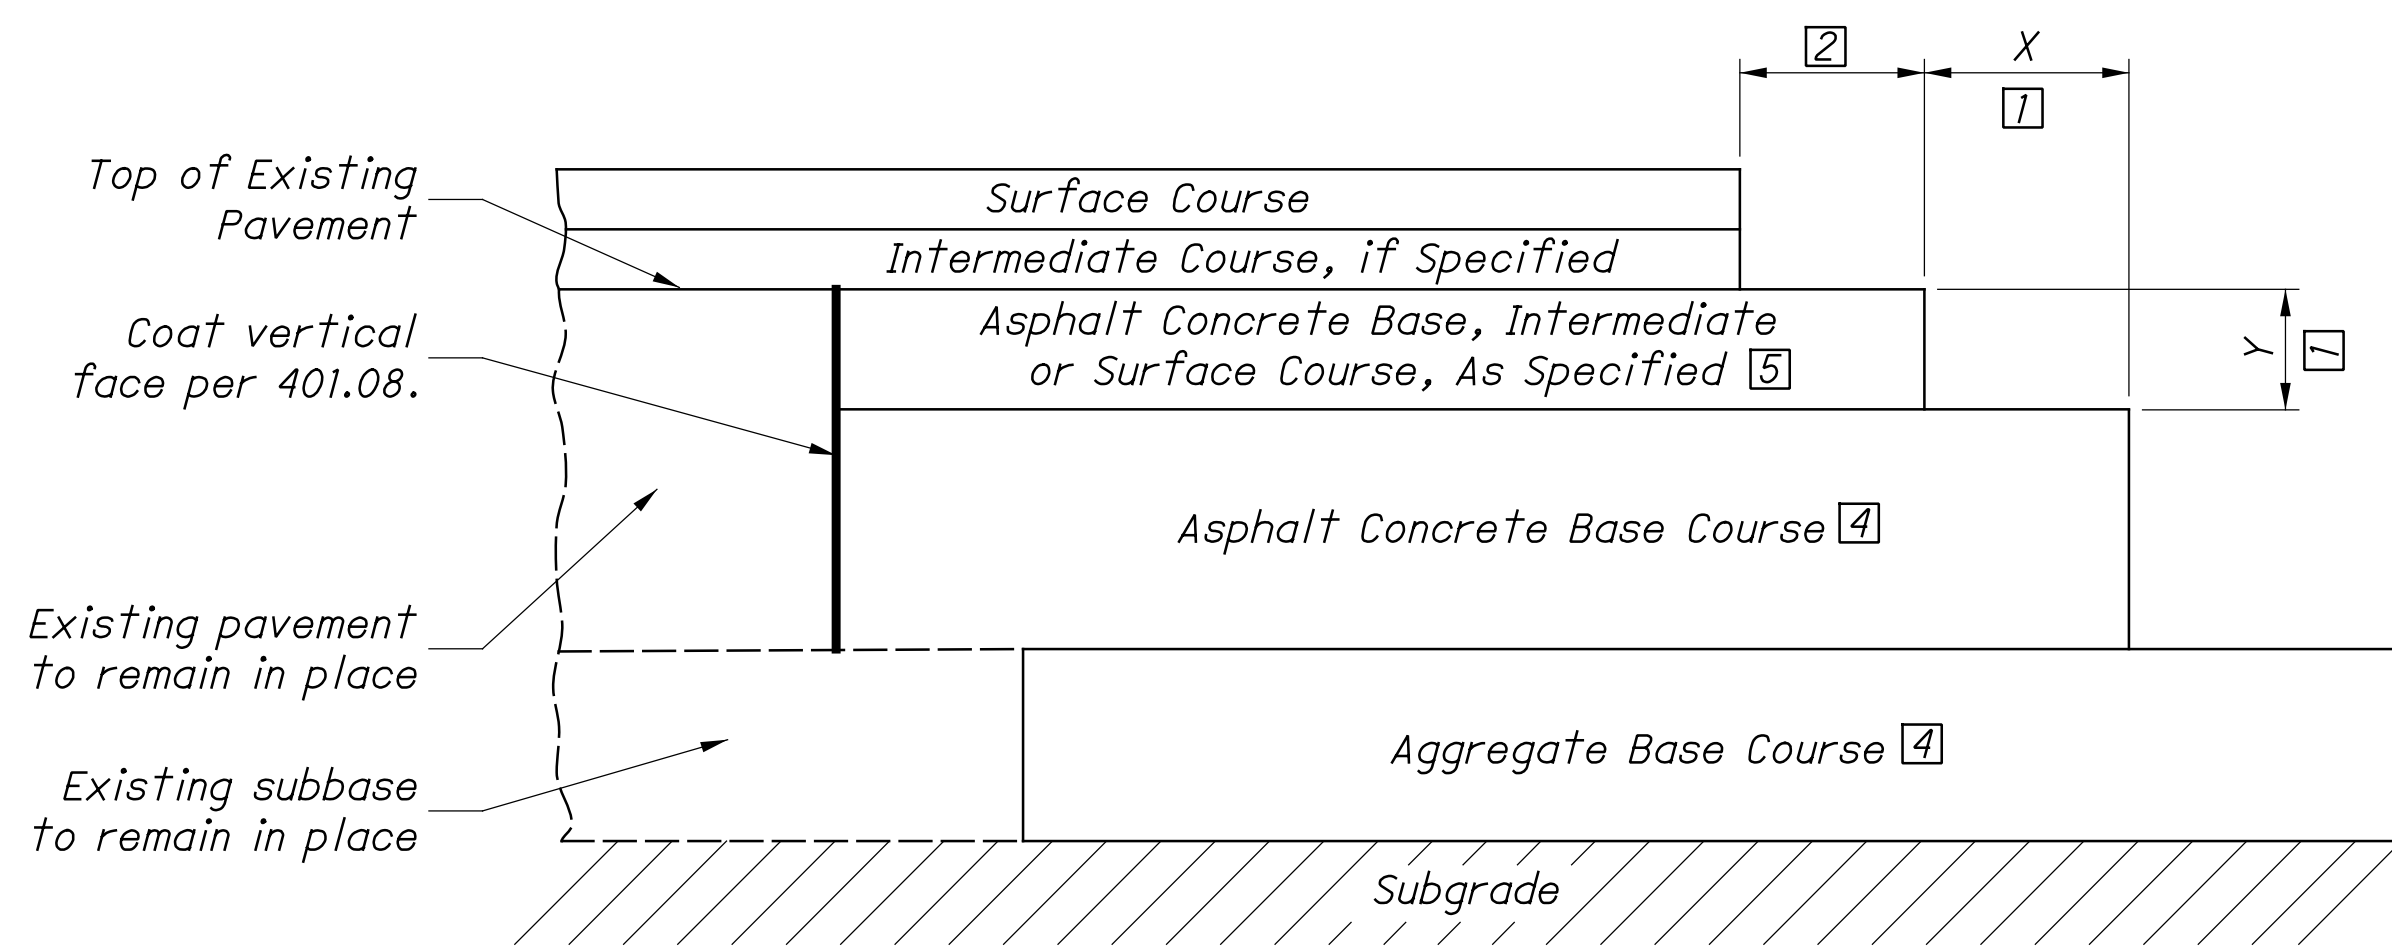 2
X
1
Top of Existing
Pavement
Surface Course
Intermediate Course, if Specified
Asphalt Concrete Base, Intermediate
or Surface Course, As Specified 5
Y 1
Coat vertical
face per 401.08.
Asphalt Concrete Base Course 4
Existing pavement
to remain in place
Aggregate Base Course 4
Existing subbase
to remain in place
Subgrade